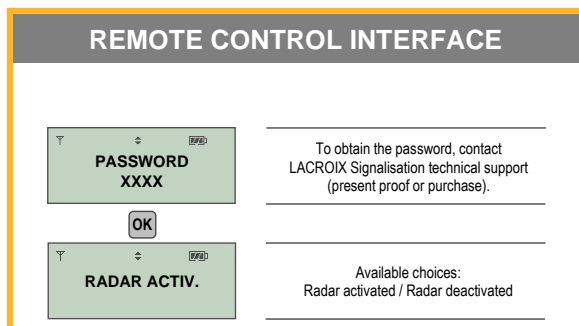 REMOTE CONTROL INTERFACE
PASSWORD
XXXX
To obtain the password, contact
LACROIX Signalisation technical support
(present proof or purchase).
OK
RADAR ACTIV.
Available choices:
Radar activated / Radar deactivated